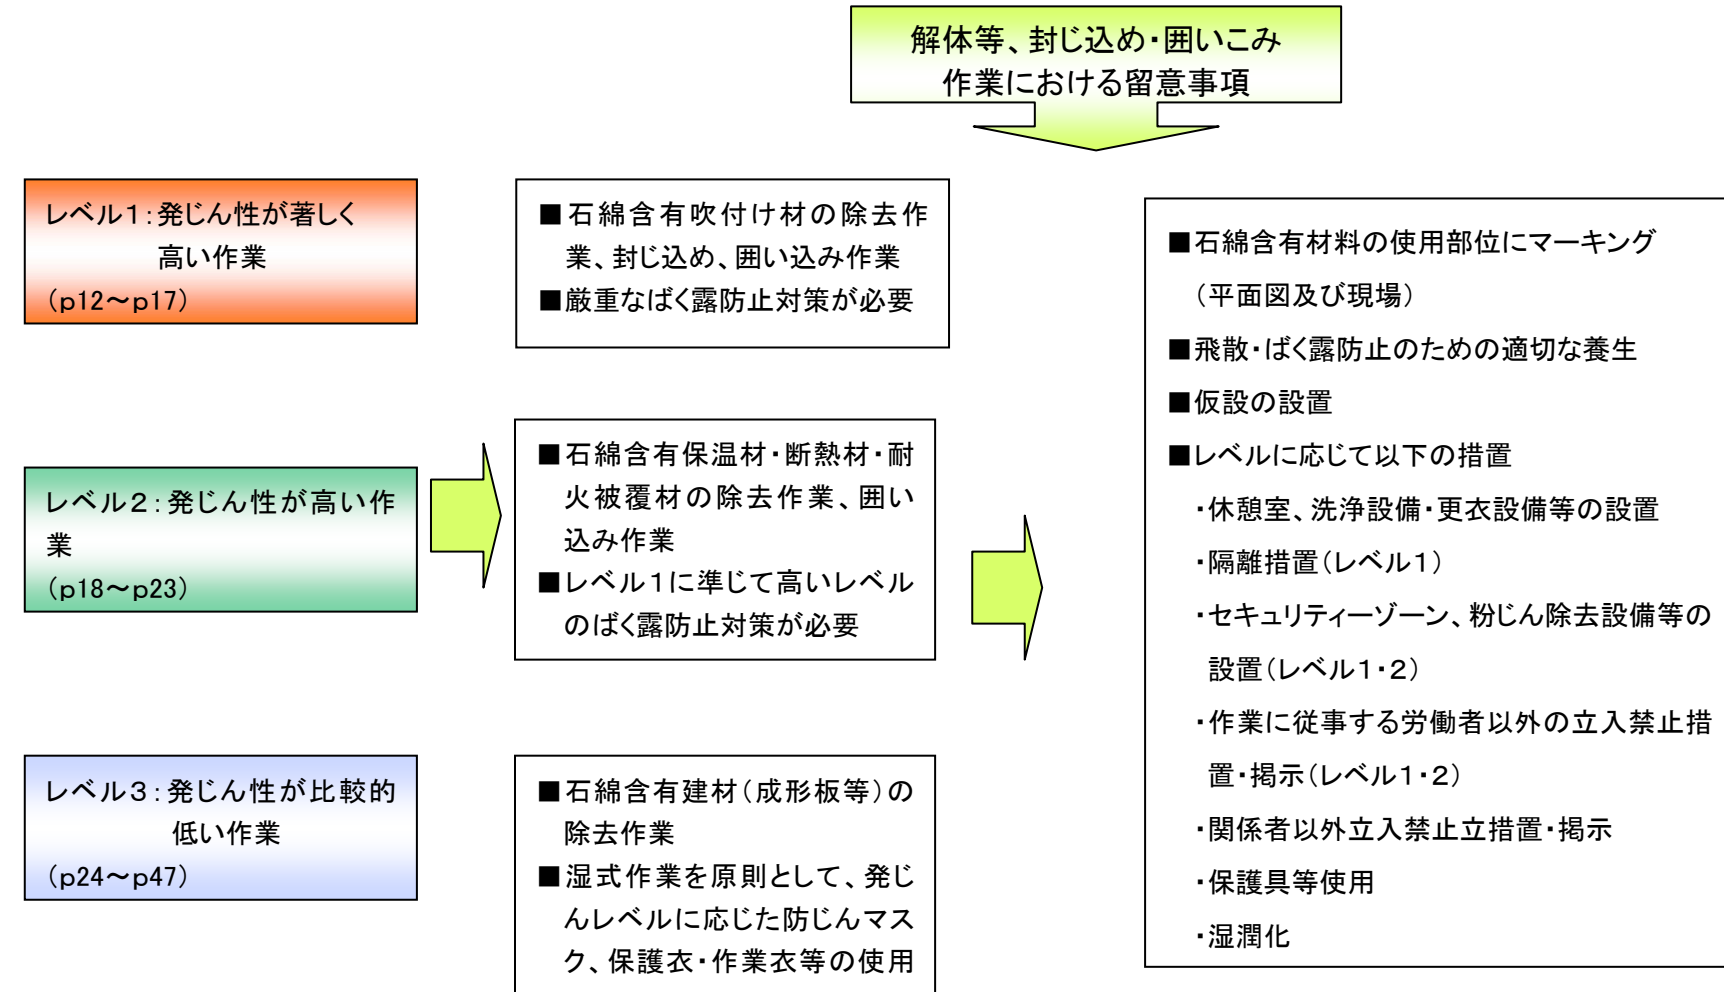 解体等、封じ込め・囲いこみ
作業における留意事項
レベル1：発じん性が著しく
高い作業
（p12～p17）
■石綿含有吹付け材の除去作
業、封じ込め、囲い込み作業
■厳重なばく露防止対策が必要
レベル2：発じん性が高い作
業
（p18～p23）
■石綿含有保温材・断熱材・耐
火被覆材の除去作業、囲い
込み作業
■レベル1に準じて高いレベル
のばく露防止対策が必要
レベル3：発じん性が比較的
低い作業
（p24～p47）
■石綿含有建材（成形板等）の
除去作業
■湿式作業を原則として、発じ
んレベルに応じた防じんマス
ク、保護衣・作業衣等の使用
■石綿含有材料の使用部位にマーキング
（平面図及び現場）
■飛散・ばく露防止のための適切な養生
■仮設の設置
■レベルに応じて以下の措置
・休憩室、洗浄設備・更衣設備等の設置
・隔離措置（レベル1）
・セキュリティーゾーン、粉じん除去設備等の
設置（レベル1・2）
・作業に従事する労働者以外の立入禁止措
置・掲示（レベル1・2）
・関係者以外立入禁止立措置・掲示
・保護具等使用
・湿潤化